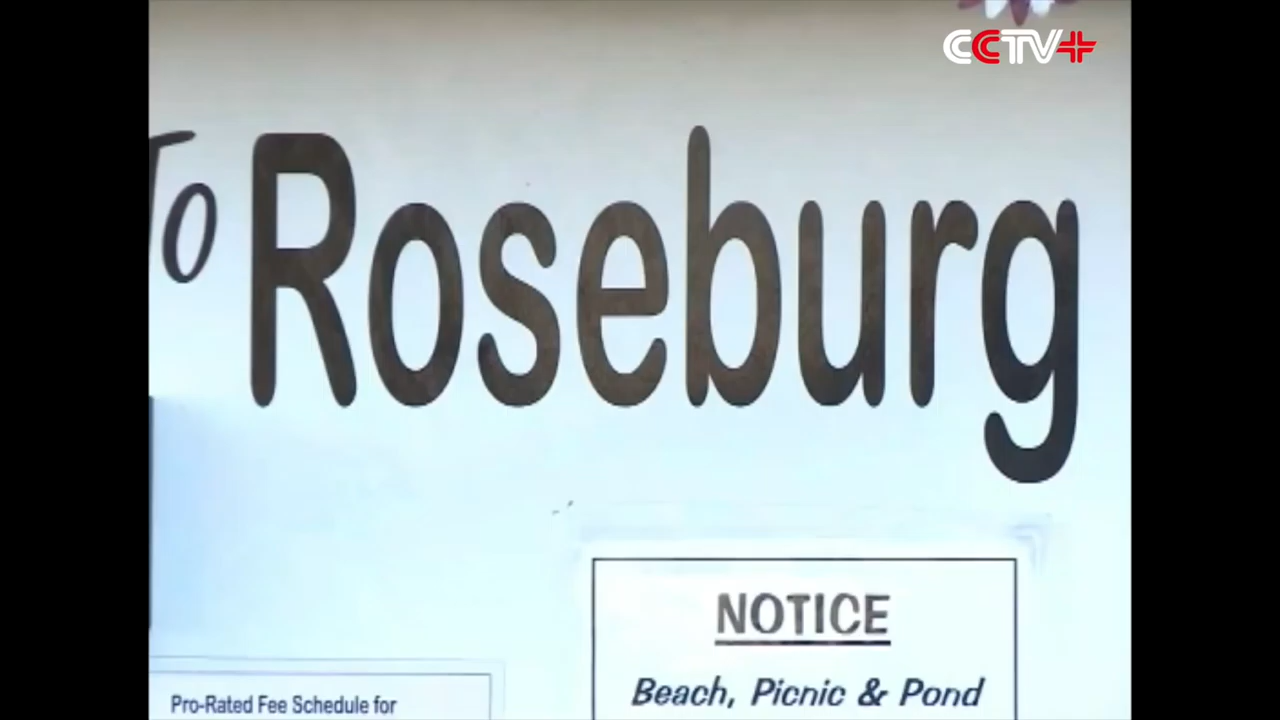 CCTV+
To Roseburg
NOTICE
Beach, Picnic & Pond
Pro-Rated Fee Schedule for